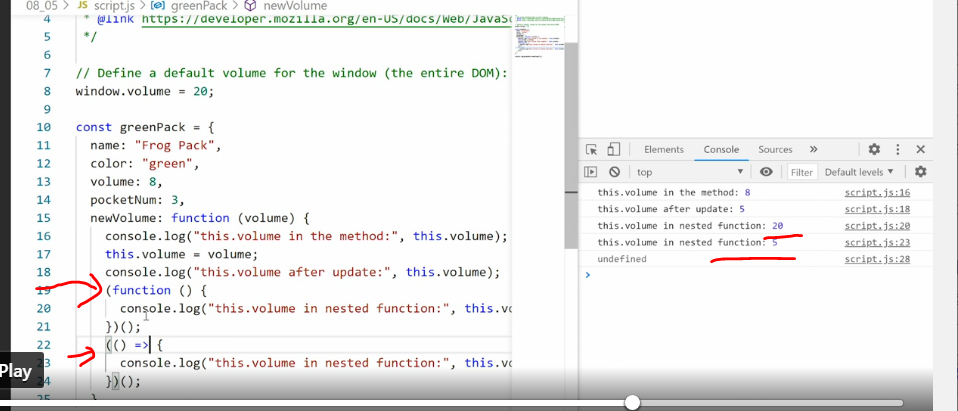 08_05 > JS script.js > greenPack > newVolume
4 * @link https://developer.mozilla.org/en-US/docs/Web/JavaSc
5 */
6
7 // Define a default volume for the window (the entire DOM):
8 window.volume = 20;
9
10 const greenPack = {
11 name: "Frog Pack",
12 color: "green",
13 volume: 8,
14 pocketNum: 3,
15 newVolume: function (volume) {
16 console.log("this.volume in the method:", this.volume);
17 this.volume = volume;
18 console.log("this.volume after update:", this.volume);
19 (function () {
20 console.log("this.volume in nested function:", this.vo
21 })();
22 (() => {
23 console.log("this.volume in nested function:", this.vo
24 })();
25 }
Play
Elements Console Sources »
top Filter Default levels
this.volume in the method: 8 script.js:16
this.volume after update: 5 script.js:18
this.volume in nested function: 20 script.js:20
this.volume in nested function: 5 script.js:23
undefined script.js:28
>